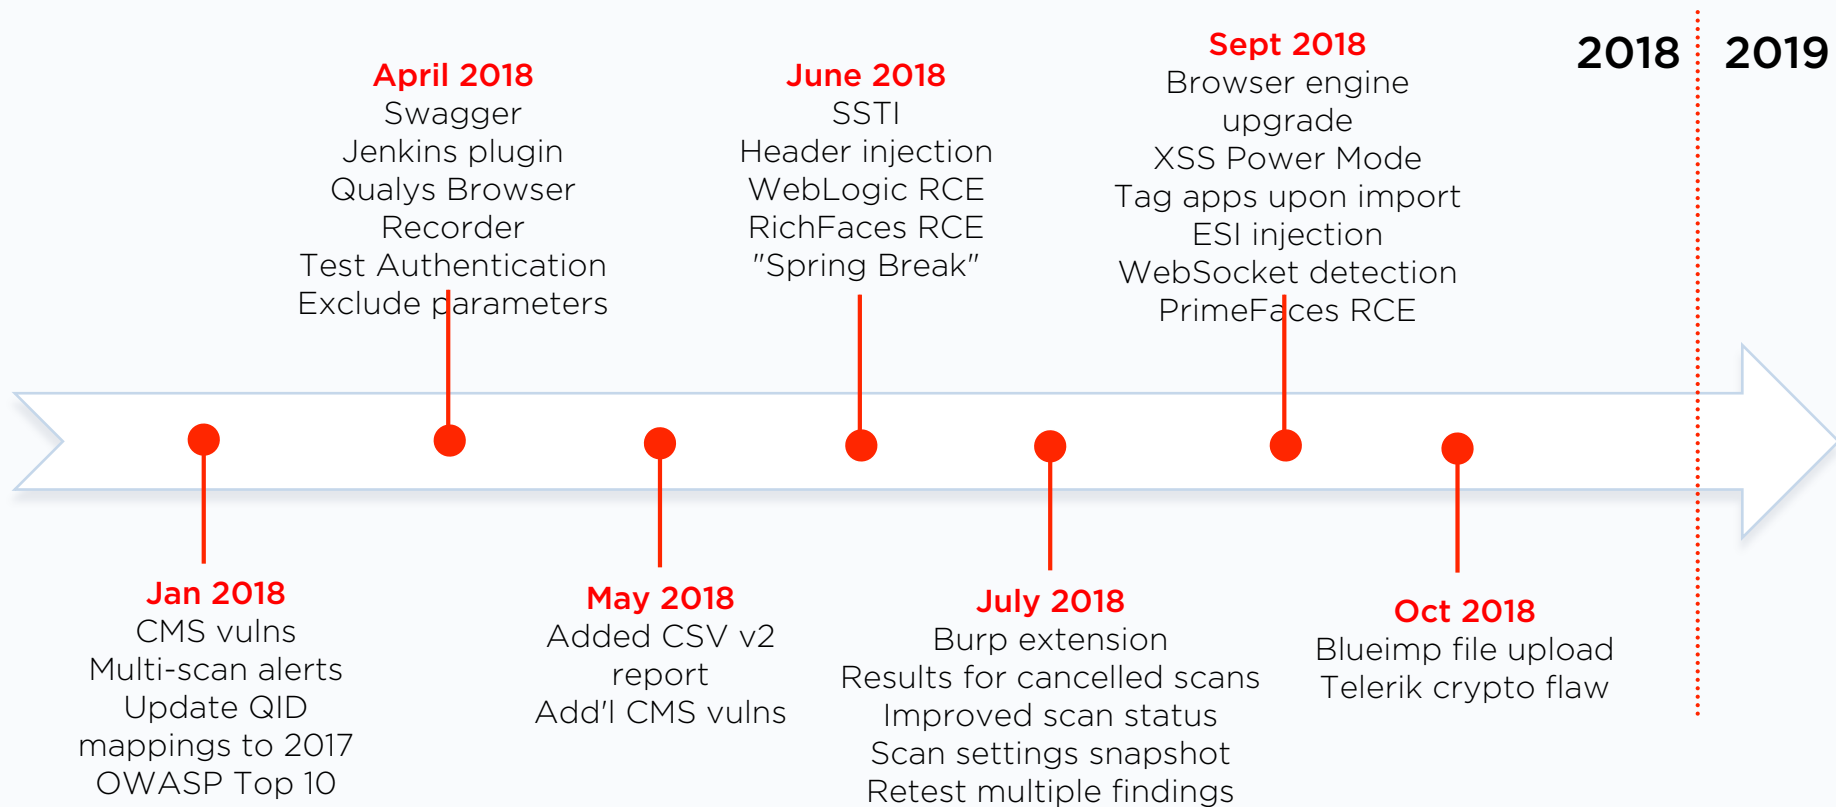 April 2018
Swagger
Jenkins plugin
Qualys Browser
Recorder
Test Authentication
Exclude parameters
June 2018
SSTI
Header injection
WebLogic RCE
RichFaces RCE
"Spring Break"
Sept 2018
Browser engine
upgrade
XSS Power Mode
Tag apps upon import
ESI injection
WebSocket detection
PrimeFaces RCE
2018
2019
Jan 2018
CMS vulns
Multi-scan alerts
Update QID
mappings to 2017
OWASP Top 10
May 2018
Added CSV v2
report
Add'l CMS vulns
July 2018
Burp extension
Results for cancelled scans
Improved scan status
Scan settings snapshot
Retest multiple findings
Oct 2018
Blueimp file upload
Telerik crypto flaw